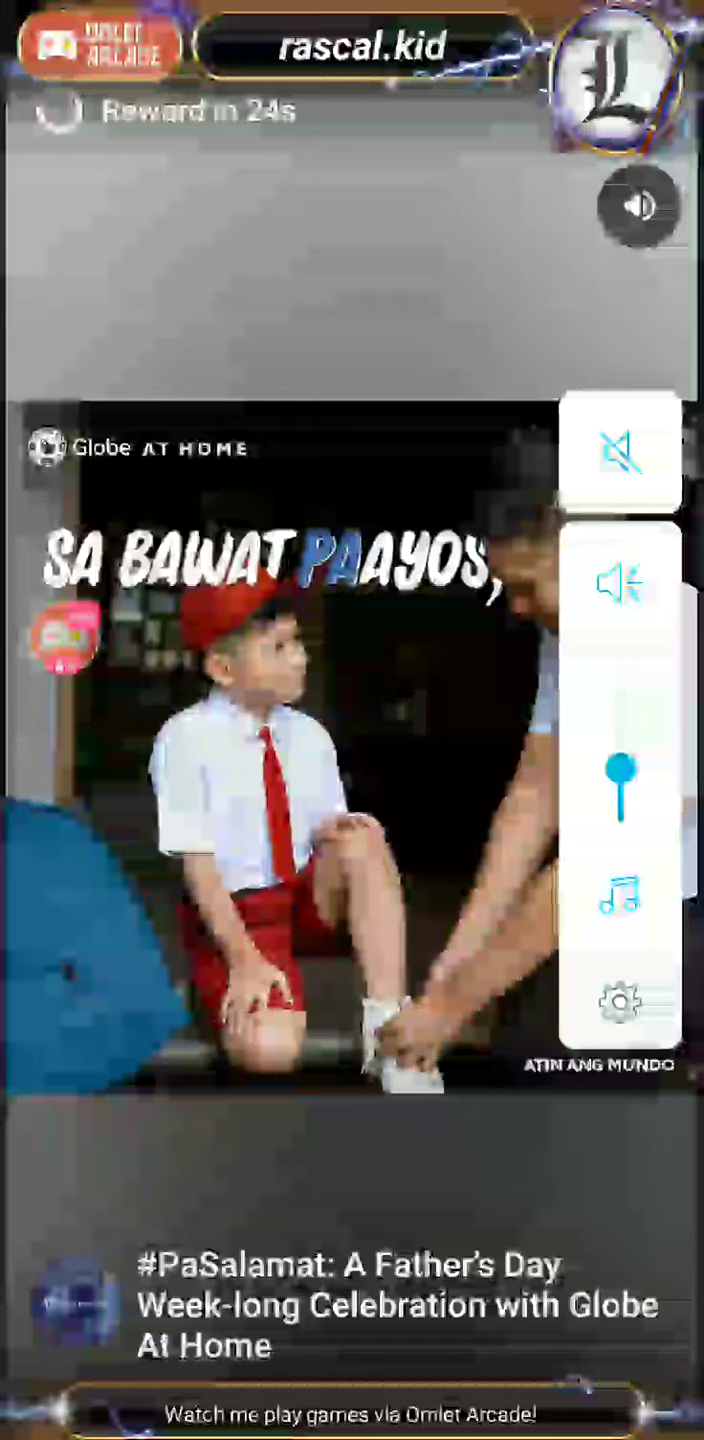 OMLET
ARCADE
rascal.kid
L
Reward in 24s
Globe AT HOME
SA BAWAT PAAYOS,
ATIN ANG MUNDO
#PaSalamat: A Father's Day
Week-long Celebration with Globe
At Home
Watch me play games via Omlet Arcade!